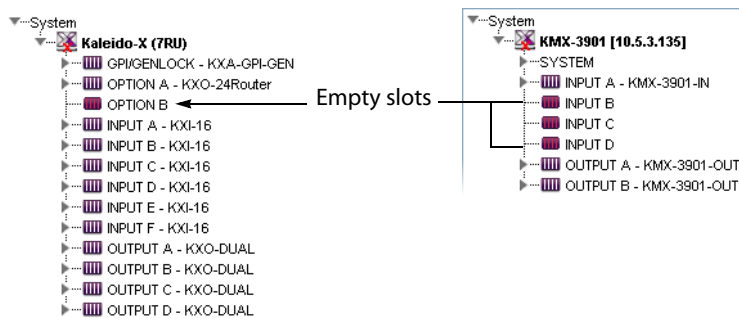 System
Kaleido-X (7RU)
GPI/GENLOCK - KXA-GPI-GEN
OPTION A - KXO-24Router
OPTION B
INPUT A - KXI-16
INPUT B - KXI-16
INPUT C - KXI-16
INPUT D - KXI-16
INPUT E - KXI-16
INPUT F - KXI-16
OUTPUT A - KXO-DUAL
OUTPUT B - KXO-DUAL
OUTPUT C - KXO-DUAL
OUTPUT D - KXO-DUAL
Empty slots
System
KMX-3901 [10.5.3.135]
SYSTEM
INPUT A - KMX-3901-IN
INPUT B
INPUT C
INPUT D
OUTPUT A - KMX-3901-OUT
OUTPUT B - KMX-3901-OUT